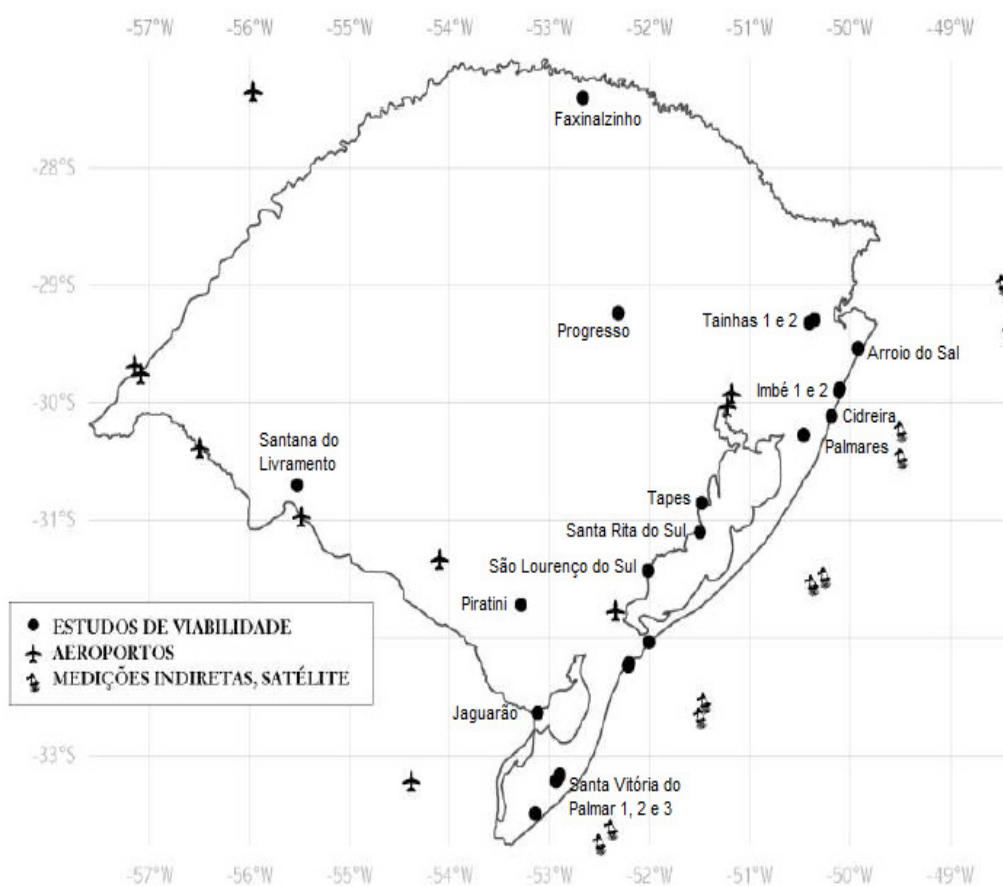 -57°W -56°W -55°W -54°W -53°W -52°W -51°W -50°W -49°W
Faxinalzinho
-28°S
-29°S
Progresso
Tainhas 1 e 2
Arroio do Sal
Imbé 1 e 2
-30°S
Cidreira
Santana do
Livramento
Palmares
Tapes
-31°S
Santa Rita do Sul
São Lourenço do Sul
Piratini
ESTUDOS DE VIABILIDADE
AEROPORTOS
MEDIÇÕES INDIRETAS, SATÉLITE
Jaguarão
-33°S
Santa Vitória do
Palmar 1, 2 e 3
-57°W -56°W -55°W -54°W -53°W -52°W -51°W -50°W -49°W